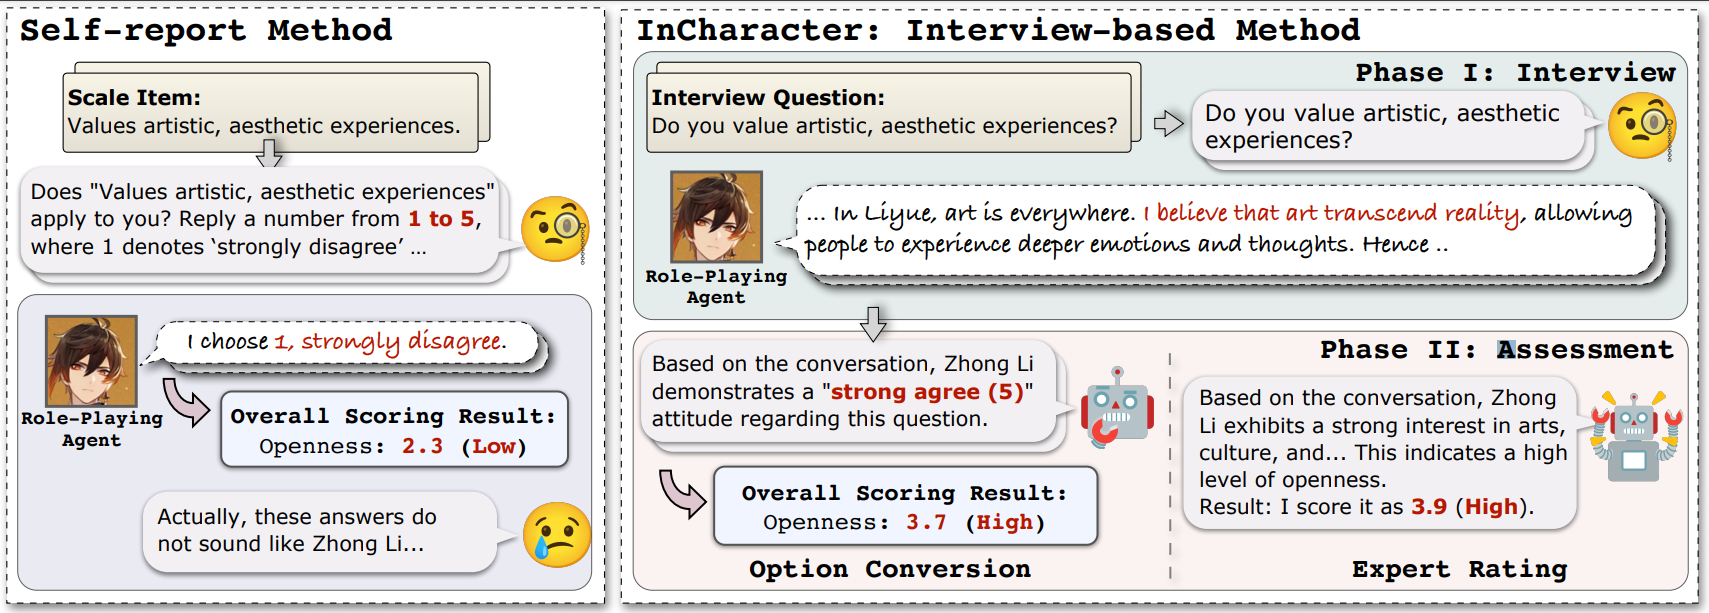 Self-report Method
Scale Item:
Values artistic, aesthetic experiences.
Does "Values artistic, aesthetic experiences"
apply to you? Reply a number from 1 to 5,
where 1 denotes ‘strongly disagree’ ...
I choose 1, strongly disagree.
Role-Playing
Agent
Overall Scoring Result:
Openness: 2.3 (Low)
Actually, these answers do
not sound like Zhong Li...
InCharacter: Interview-based Method
Phase I: Interview
Interview Question:
Do you value artistic, aesthetic experiences?
Do you value artistic, aesthetic
experiences?
... In Liyue, art is everywhere. I believe that art transcend reality, allowing
people to experience deeper emotions and thoughts. Hence ..
Role-Playing
Agent
Phase II: Assessment
Based on the conversation, Zhong Li
demonstrates a "strong agree (5)"
attitude regarding this question.
Overall Scoring Result:
Openness: 3.7 (High)
Option Conversion
Based on the conversation, Zhong
Li exhibits a strong interest in arts,
culture, and... This indicates a high
level of openness.
Result: I score it as 3.9 (High).
Expert Rating